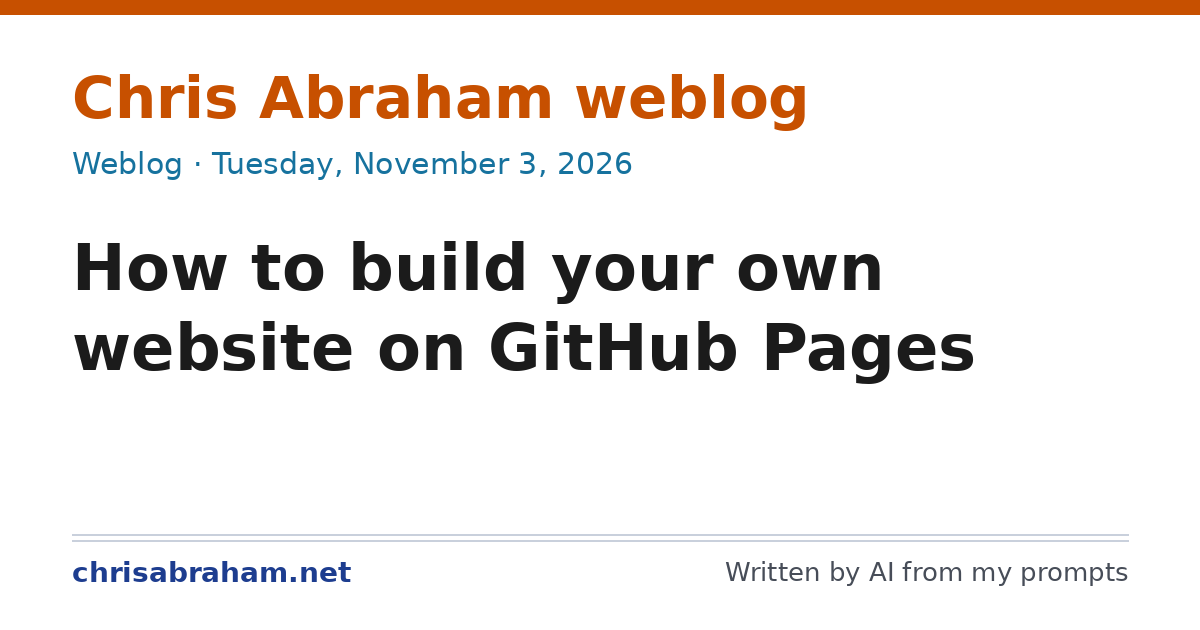 Chris Abraham weblog
Weblog · Tuesday, November 3, 2026
How to build your own
website on GitHub Pages
chrisabraham.net
Written by AI from my prompts